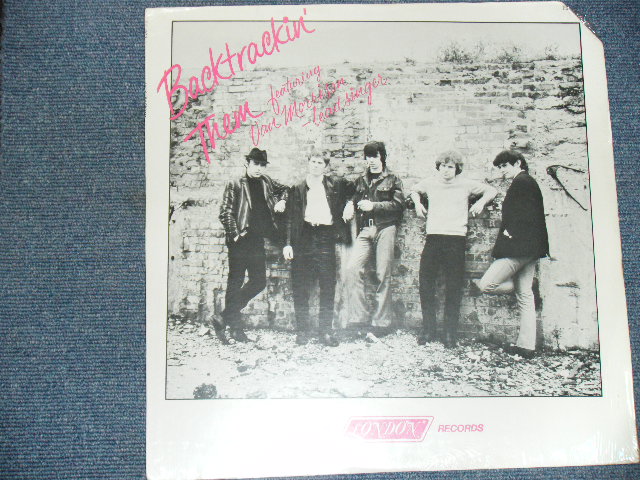 Backtrackin'
Them featuring
Van Morrison
- lead singer
LONDON RECORDS